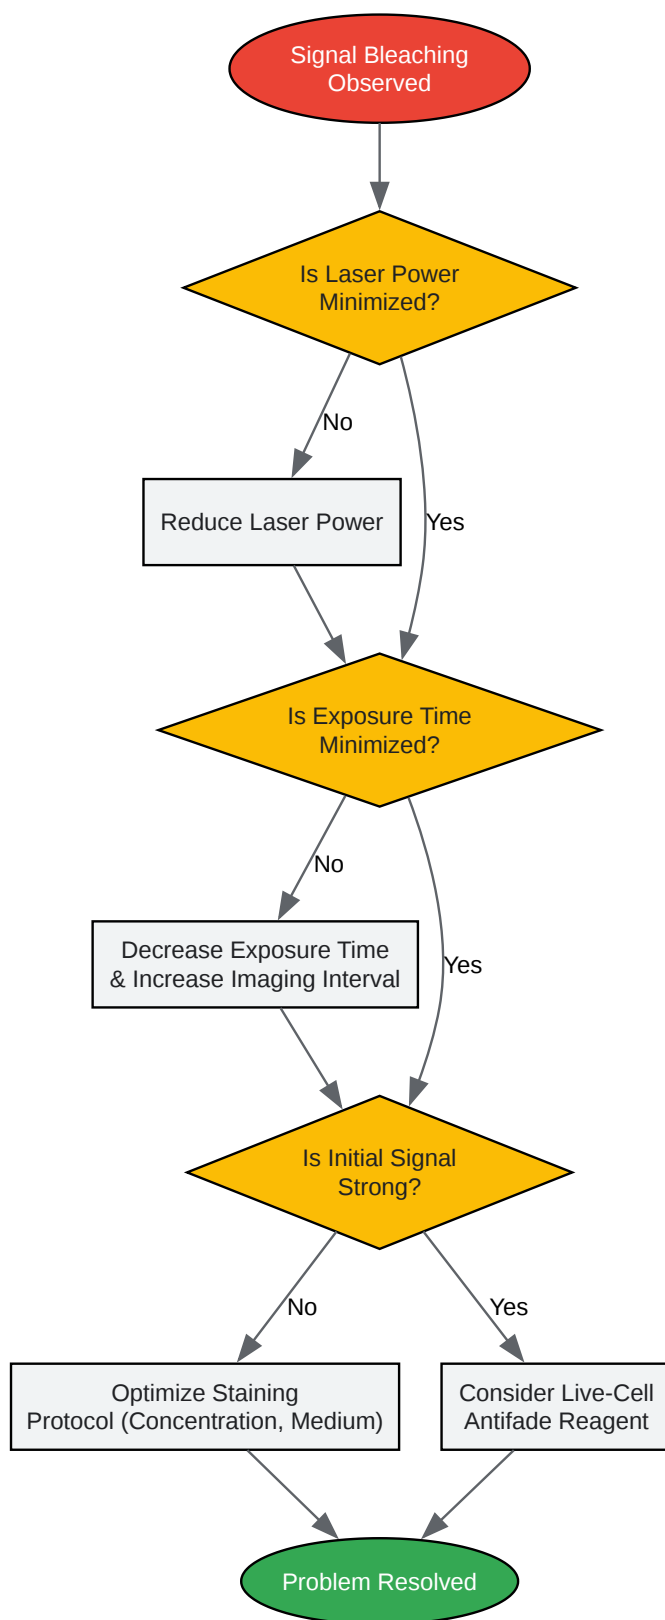 Signal Bleaching
Observed
Is Laser Power
Minimized?
No
Reduce Laser Power
Yes
Is Exposure Time
Minimized?
No
Decrease Exposure Time
& Increase Imaging Interval
Yes
Is Initial Signal
Strong?
No
Yes
Optimize Staining
Protocol (Concentration, Medium)
Consider Live-Cell
Antifade Reagent
Problem Resolved